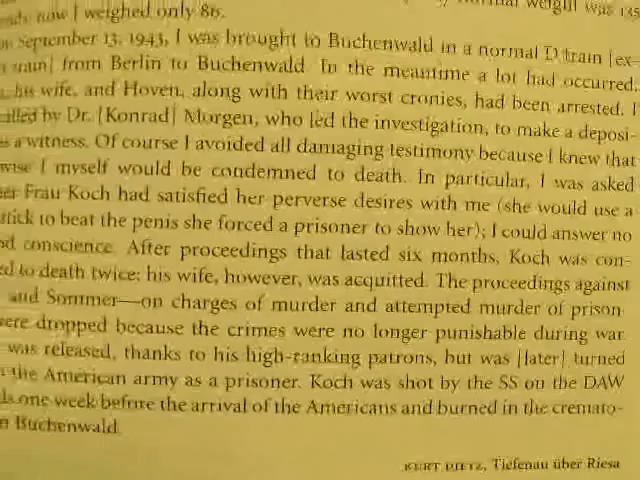 now I weighed only 86. normal weight was 135
September 13, 1943, I was brought to Buchenwald in a normal D train [ex-
train] from Berlin to Buchenwald. In the meantime a lot had occurred.
his wife, and Hoven, along with their worst cronies, had been arrested. I
by Dr. [Konrad] Morgen, who led the investigation, to make a deposi-
a witness. Of course I avoided all damaging testimony because I knew that
I myself would be condemned to death. In particular, I was asked
Frau Koch had satisfied her perverse desires with me (she would use a
stick to beat the penis she forced a prisoner to show her); I could answer no
conscience. After proceedings that lasted six months, Koch was con-
to death twice; his wife, however, was acquitted. The proceedings against
and Sommer—on charges of murder and attempted murder of prison-
were dropped because the crimes were no longer punishable during war
was released, thanks to his high-ranking patrons, but was [later] turned
the American army as a prisoner. Koch was shot by the SS on the DAW
one week before the arrival of the Americans and burned in the cremato-
Buchenwald.
KURT DIETZ, Tiefenau über Riesa